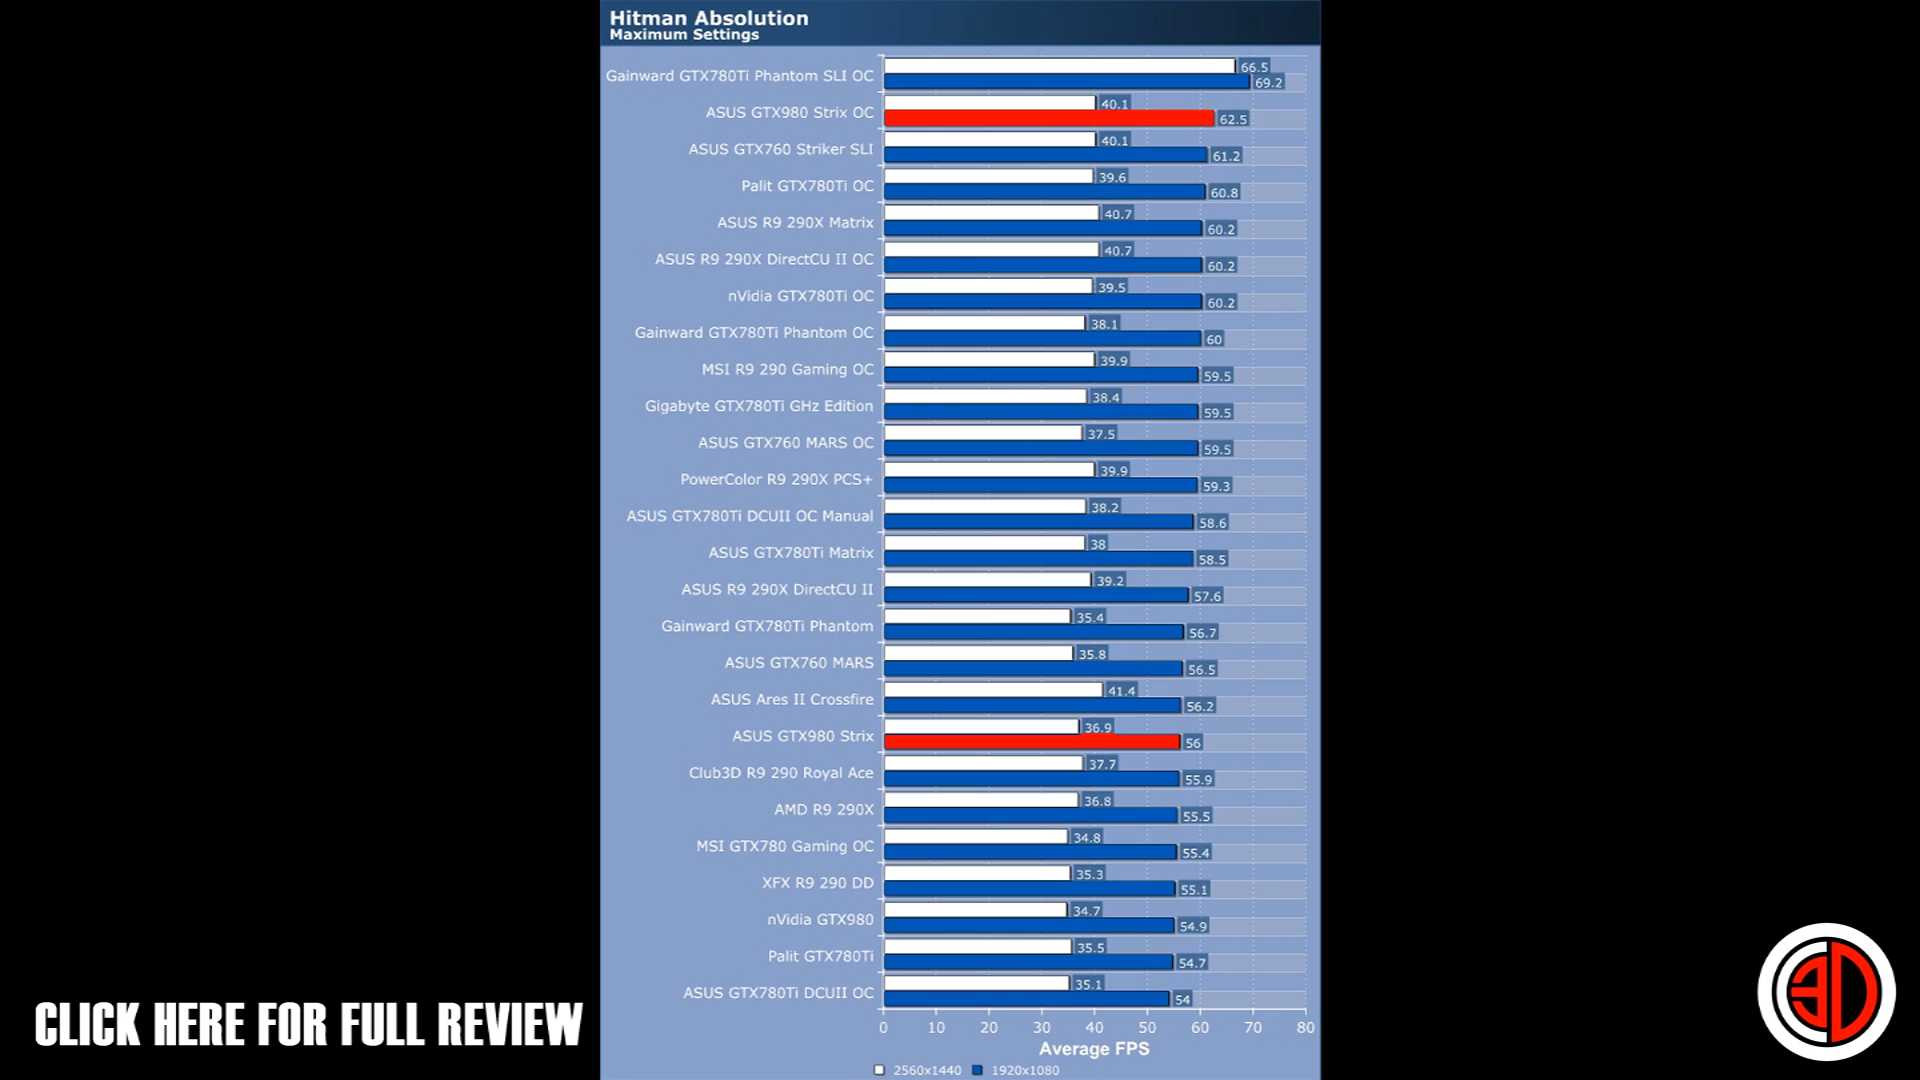 Hitman Absolution
Maximum Settings
Gainward GTX780Ti Phantom SLI OC 66.5 69.2
ASUS GTX980 Strix OC 40.1 62.5
ASUS GTX760 Striker SLI 40.1 61.2
Palit GTX780Ti OC 39.6 60.8
ASUS R9 290X Matrix 40.7 60.2
ASUS R9 290X DirectCU II OC 40.7 60.2
nVidia GTX780Ti OC 39.5 60.2
Gainward GTX780Ti Phantom OC 38.1 60
MSI R9 290 Gaming OC 39.9 59.5
Gigabyte GTX780Ti GHz Edition 38.4 59.5
ASUS GTX760 MARS OC 37.5 59.5
PowerColor R9 290X PCS+ 39.9 59.3
ASUS GTX780Ti DCUII OC Manual 38.2 58.6
ASUS GTX780Ti Matrix 38 58.5
ASUS R9 290X DirectCU II 39.2 57.6
Gainward GTX780Ti Phantom 35.4 56.7
ASUS GTX760 MARS 35.8 56.5
ASUS Ares II Crossfire 41.4 56.2
ASUS GTX980 Strix 36.9 56
Club3D R9 290 Royal Ace 37.7 55.9
AMD R9 290X 36.8 55.5
MSI GTX780 Gaming OC 34.8 55.4
XFX R9 290 DD 35.3 55.1
nVidia GTX980 34.7 54.9
Palit GTX780Ti 35.5 54.7
ASUS GTX780Ti DCUII OC 35.1 54
0 10 20 30 40 50 60 70 80
Average FPS
2560x1440 1920x1080
CLICK HERE FOR FULL REVIEW
3D